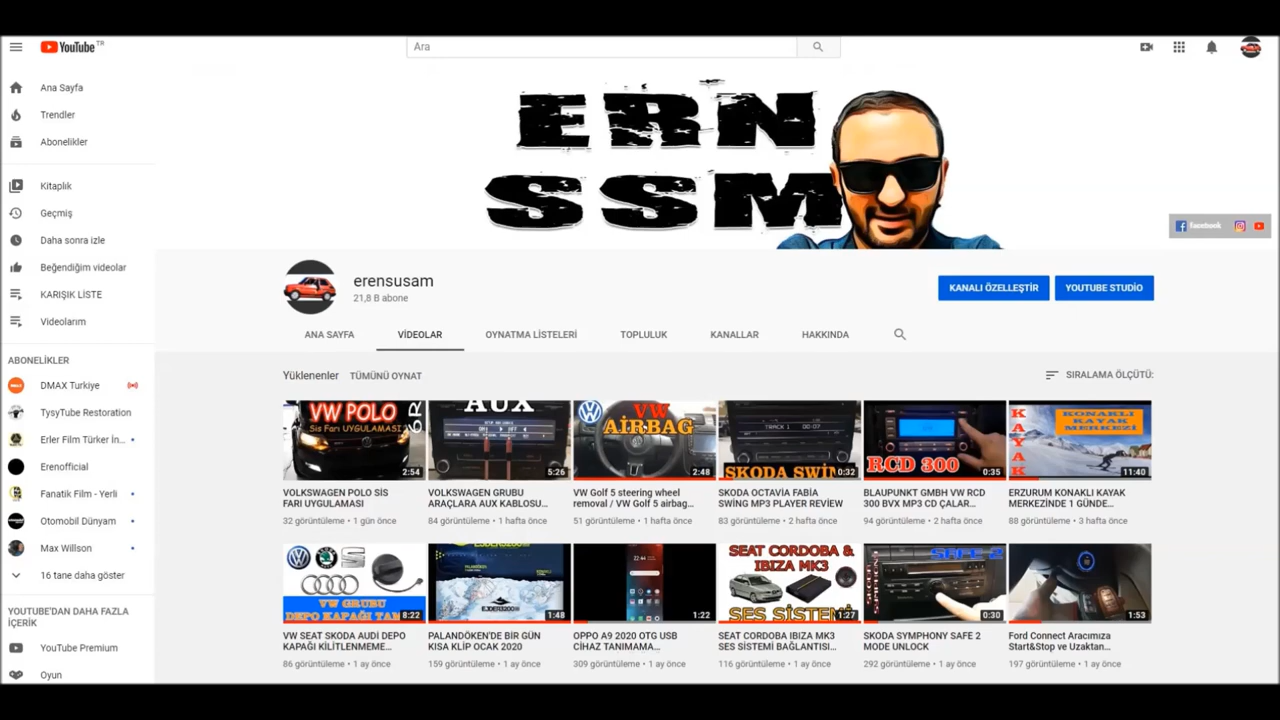 YouTube TR
Ara
Ana Sayfa
Trendler
Abonelikler
Kitaplık
Geçmiş
Daha sonra izle
Beğendiğim videolar
KARIŞIK LİSTE
Videolarım
ABONELİKLER
DMAX Turkiye
TysyTube Restoration
Erler Film Türker İn...
Erenofficial
Fanatik Film - Yerli
Otomobil Dünyam
Max Willson
16 tane daha göster
YOUTUBE'DAN DAHA FAZLA
İÇERİK
YouTube Premium
Oyun
ERN
SSM
facebook
erensusam
21,8 B abone
KANALI ÖZELLEŞTİR
YOUTUBE STUDIO
ANA SAYFA
VİDEOLAR
OYNATMA LİSTELERİ
TOPLULUK
KANALLAR
HAKKINDA
Yüklenenler
TÜMÜNÜ OYNAT
SIRALAMA ÖLÇÜTÜ:
VW POLO
Sis Farı UYGULAMASI
6R
2:54
VOLKSWAGEN POLO SİS
FARI UYGULAMASI
32 görüntüleme • 1 gün önce
AUX
5:26
VOLKSWAGEN GRUBU
ARAÇLARA AUX KABLOSU...
84 görüntüleme • 1 hafta önce
VW
AİRBAG
2:48
VW Golf 5 steering wheel
removal / VW Golf 5 airbag...
51 görüntüleme • 1 hafta önce
TRACK 1 00:07
SKODA SWİN
0:32
SKODA OCTAVİA FABİA
SWİNG MP3 PLAYER REVİEW
83 görüntüleme • 2 hafta önce
RCD 300
0:35
BLAUPUNKT GMBH VW RCD
300 BVX MP3 CD ÇALAR...
94 görüntüleme • 2 hafta önce
KAYAK
KONAKLI
KAYAK
MERKEZİ
11:40
ERZURUM KONAKLI KAYAK
MERKEZİNDE 1 GÜNDE...
88 görüntüleme • 3 hafta önce
VW GRUBU
DEPO KAPAĞI TAM
8:22
VW SEAT SKODA AUDİ DEPO
KAPAĞI KİLİTLENMEME...
86 görüntüleme • 1 ay önce
EJDER3200
1:48
PALANDÖKEN'DE BİR GÜN
KISA KLİP OCAK 2020
159 görüntüleme • 1 ay önce
22:44
1:22
OPPO A9 2020 OTG USB
CİHAZ TANIMAMA...
309 görüntüleme • 1 ay önce
SEAT CORDOBA &
IBIZA MK3
SES SİSTEMİ
1:27
SEAT CORDOBA IBIZA MK3
SES SİSTEMİ BAĞLANTISI...
116 görüntüleme • 1 ay önce
SAFE 2
0:30
SKODA SYMPHONY SAFE 2
MODE UNLOCK
292 görüntüleme • 1 ay önce
1:53
Ford Connect Aracımıza
Start&Stop ve Uzaktan...
197 görüntüleme • 1 ay önce